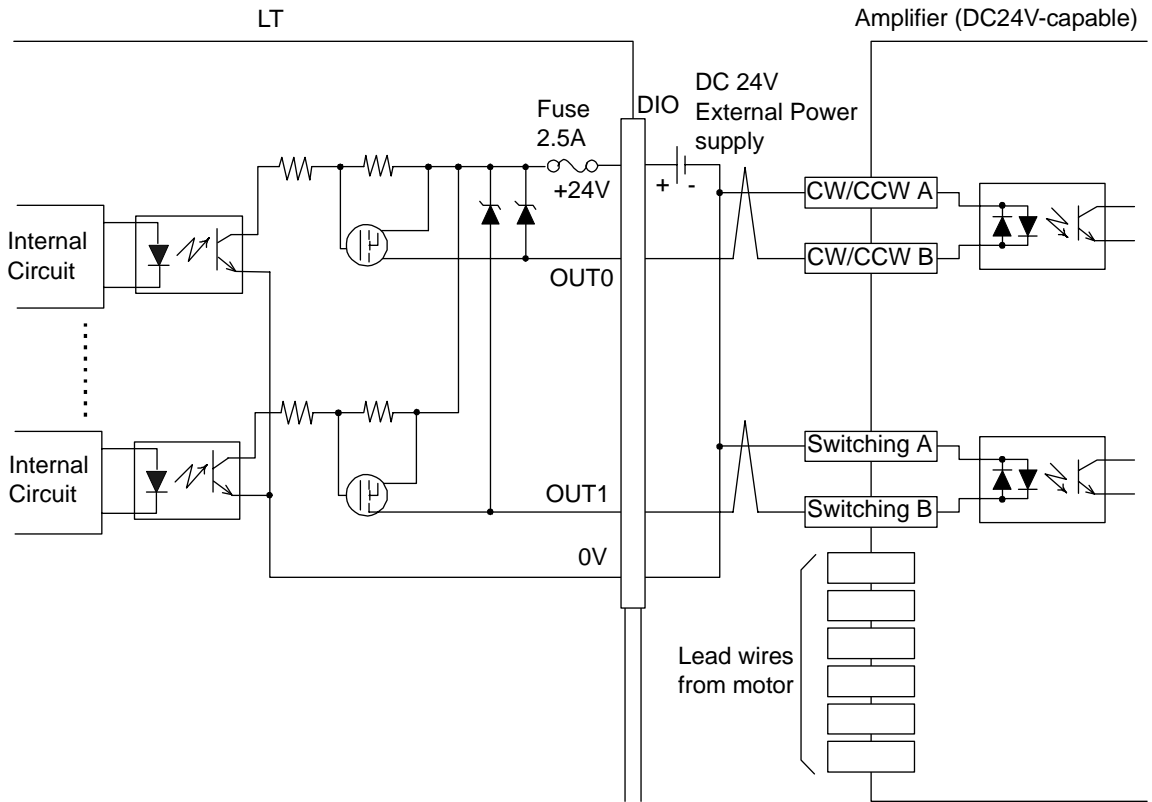 LT
Amplifier (DC24V-capable)
DC 24V
External Power
supply
DIO
Fuse
2.5A
+24V
+ -
CW/CCW A
Internal
Circuit
CW/CCW B
OUT0
Switching A
Internal
Circuit
OUT1
Switching B
0V
Lead wires
from motor